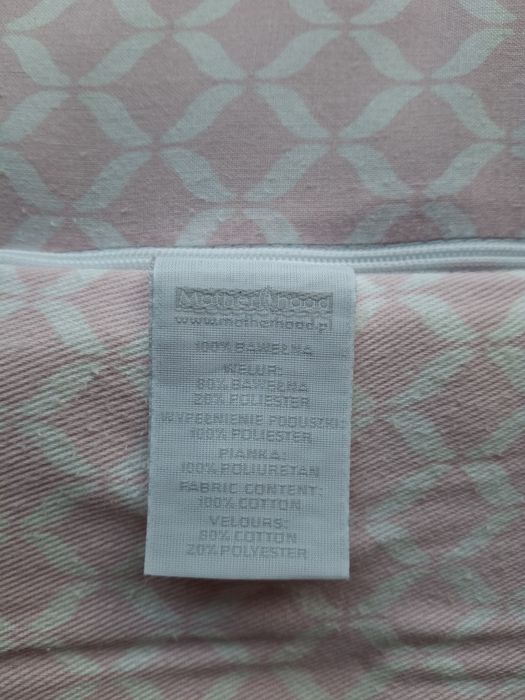 MotherHood
www.motherhood.pl
100% BAWEŁNA
WELUR:
80% BAWEŁNA
20% POLIESTER
WYPEŁNIENIE PODUSZKI:
100% POLIESTER
PIANKA:
100% POLIURETAN
FABRIC CONTENT:
100% COTTON
VELOURS:
80% COTTON
20% POLYESTER